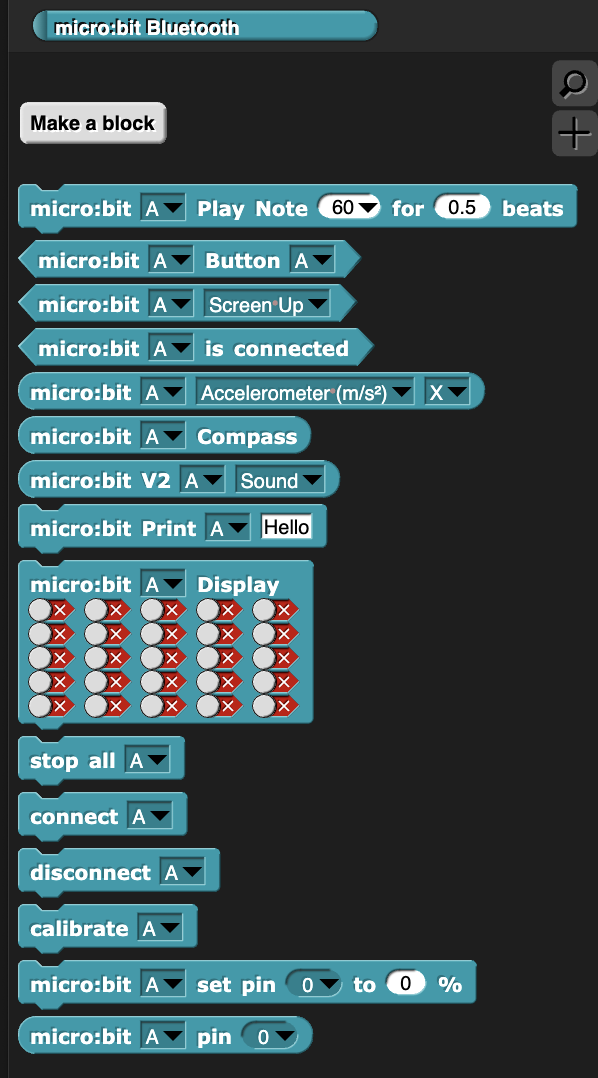 micro:bit Bluetooth
Make a block
micro:bit A Play Note 60 for 0.5 beats
micro:bit A Button A
micro:bit A Screen Up
micro:bit A is connected
micro:bit A Accelerometer (m/s²) X
micro:bit A Compass
micro:bit V2 A Sound
micro:bit Print A Hello
micro:bit A Display
stop all A
connect A
disconnect A
calibrate A
micro:bit A set pin 0 to 0 %
micro:bit A pin 0